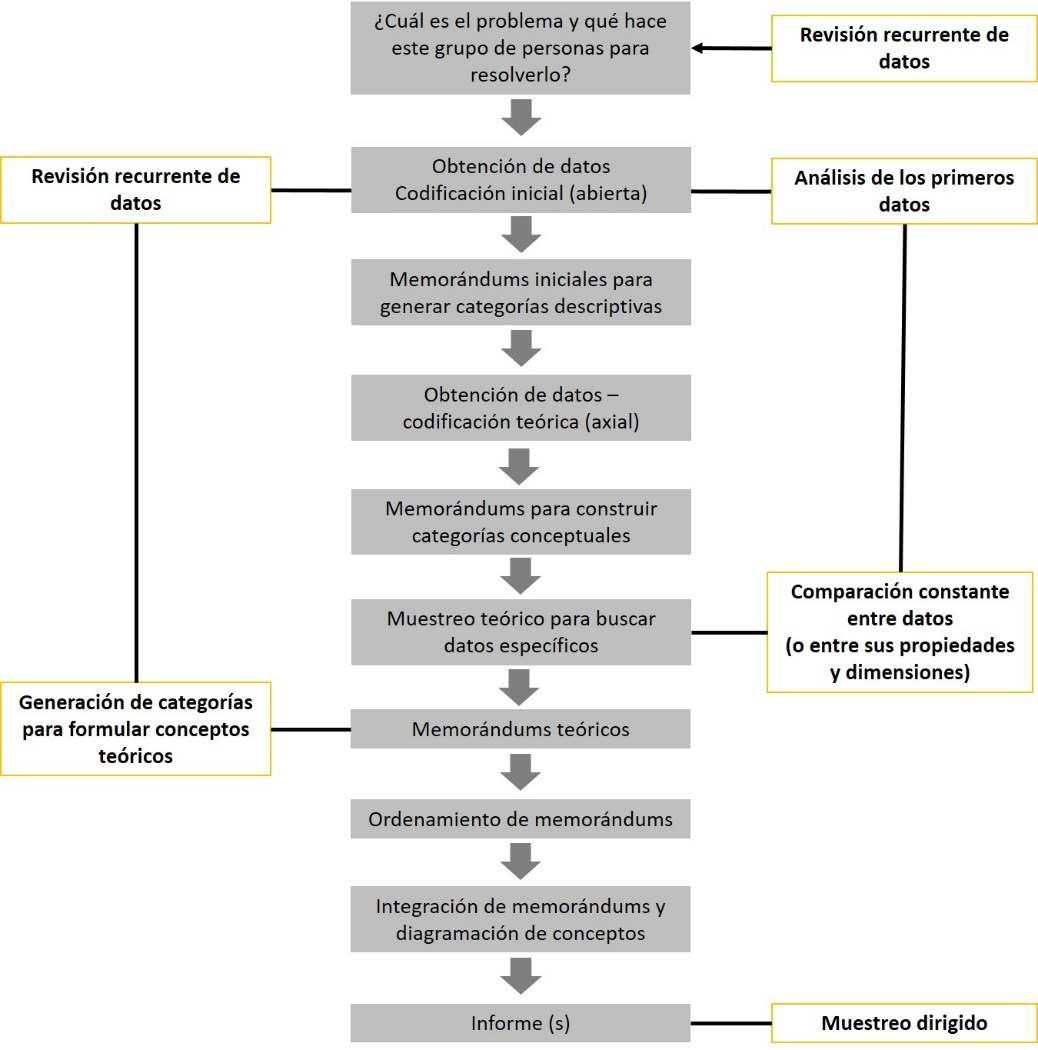 ¿Cuál es el problema y qué hace
este grupo de personas para
resolverlo?
Revisión recurrente de
datos
Revisión recurrente de
datos
Obtención de datos
Codificación inicial (abierta)
Análisis de los primeros
datos
Memorándums iniciales para
generar categorías descriptivas
Obtención de datos –
codificación teórica (axial)
Memorándums para construir
categorías conceptuales
Muestreo teórico para buscar
datos específicos
Comparación constante
entre datos
(o entre sus propiedades
y dimensiones)
Generación de categorías
para formular conceptos
teóricos
Memorándums teóricos
Ordenamiento de memorándums
Integración de memorándums y
diagramación de conceptos
Informe (s)
Muestreo dirigido